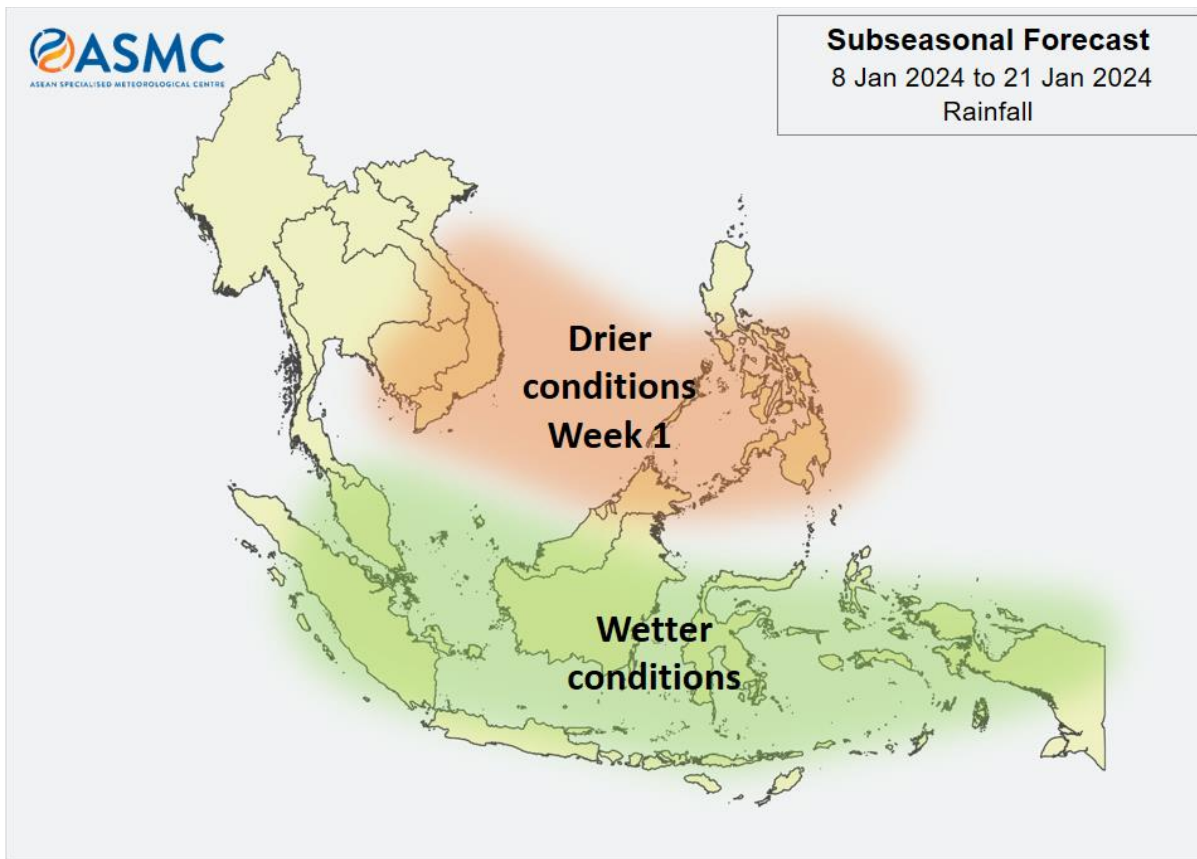 ASMC
ASEAN SPECIALISED METEOROLOGICAL CENTRE
Subseasonal Forecast
8 Jan 2024 to 21 Jan 2024
Rainfall
Drier
conditions
Week 1
Wetter
conditions